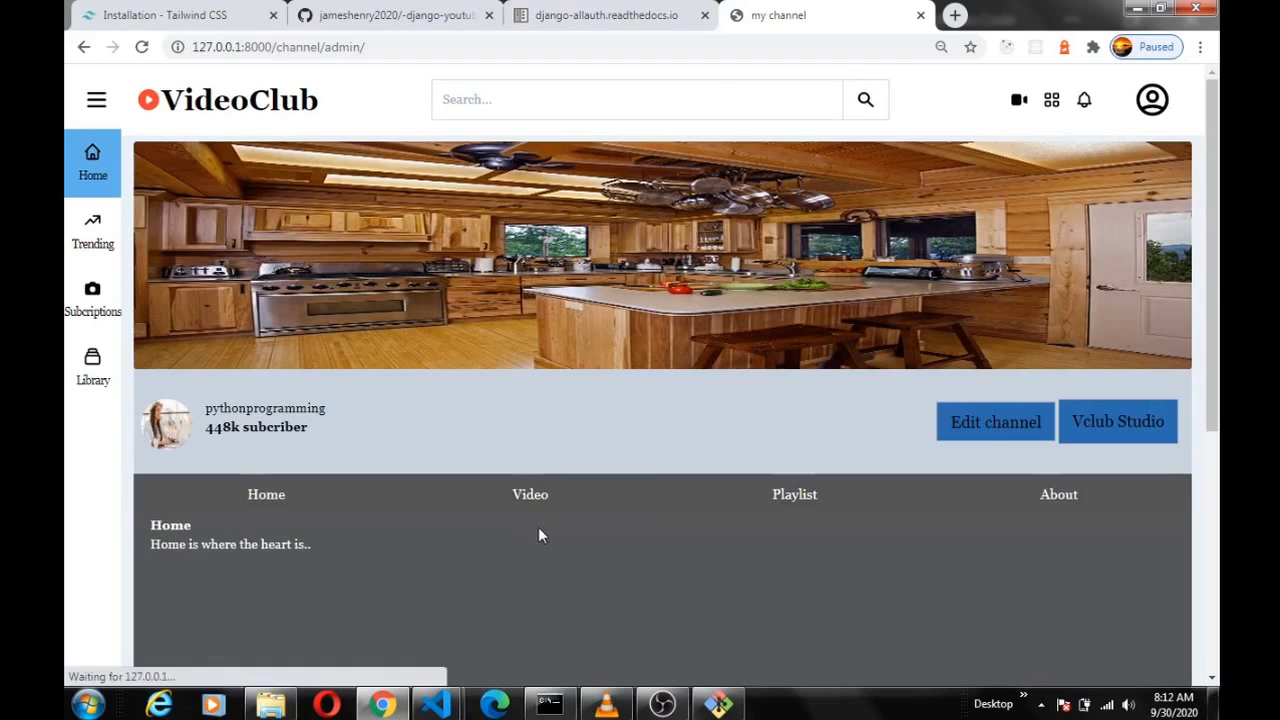 Installation - Tailwind CSS
jameshenry2020/-django-youtu
django-allauth.readthedocs.io
my channel
127.0.0.1:8000/channel/admin/
Paused
VideoClub
Search...
Home
Trending
Subcriptions
Library
pythonprogramming
448k subcriber
Edit channel
Vclub Studio
Home
Video
Playlist
About
Home
Home is where the heart is..
Waiting for 127.0.0.1...
Desktop
8:12 AM
9/30/2020